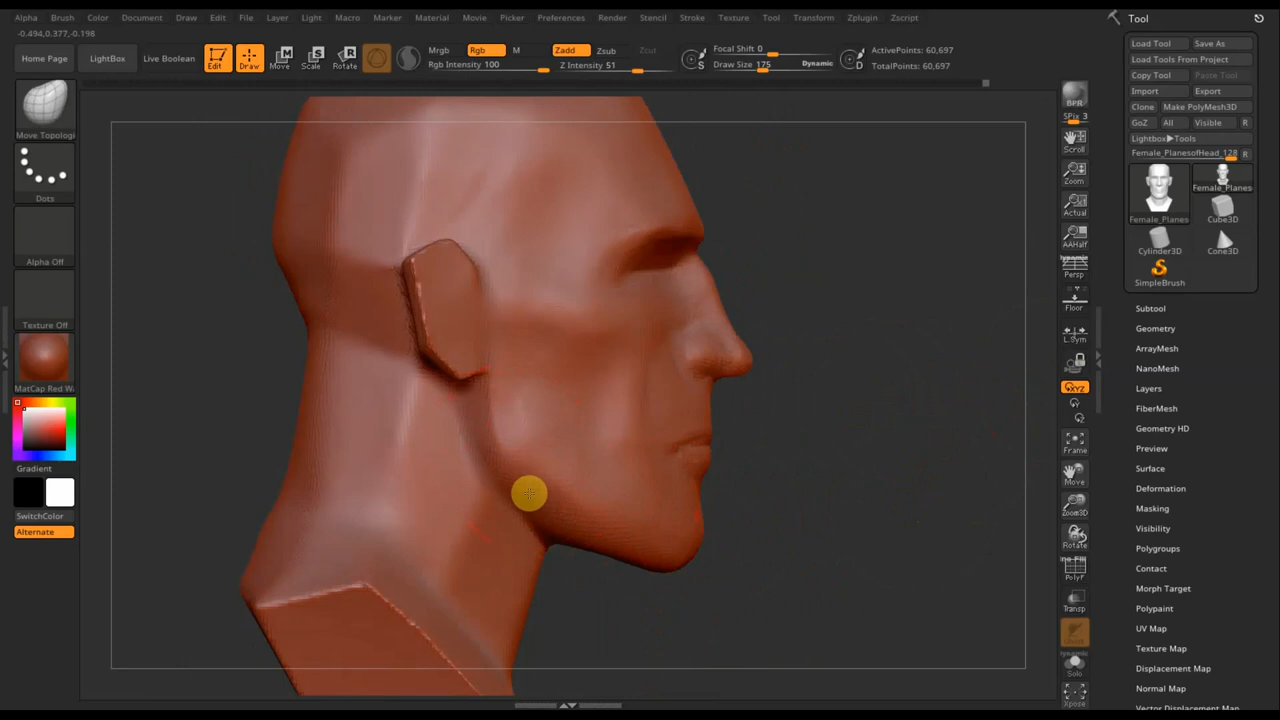 Alpha Brush Color Document Draw Edit File Layer Light Macro Marker Material Movie Picker Preferences Render Stencil Stroke Texture Tool Transform Zplugin Zscript
-0.494,0.377,-0.198
Home Page LightBox Live Boolean Edit Draw Move Scale Rotate
Mrgb Rgb M Zadd Zsub Zcut
Rgb Intensity 100 Z Intensity 51
S Focal Shift 0
Draw Size 175 Dynamic
D ActivePoints: 60,697
TotalPoints: 60,697
Move Topologi
Dots
Alpha Off
Texture Off
MatCap Red W
Gradient
SwitchColor
Alternate
BPR
SPix 3
Scroll
Zoom
Actual
AAHalf
Dynamic
Persp
Floor
L.Sym
XYZ
Frame
Move
Zoom3D
Rotate
PolyF
Transp
Dynamic
Solo
Xpose
Tool
Load Tool Save As
Load Tools From Project
Copy Tool Paste Tool
Import Export
Clone Make PolyMesh3D
GoZ All Visible R
Lightbox▶Tools
Female_PlanesofHead_128 R
Female_Planes Female_Planes
Cube3D
Cylinder3D Cone3D
SimpleBrush
Subtool
Geometry
ArrayMesh
NanoMesh
Layers
FiberMesh
Geometry HD
Preview
Surface
Deformation
Masking
Visibility
Polygroups
Contact
Morph Target
Polypaint
UV Map
Texture Map
Displacement Map
Normal Map
Vector Displacement Map